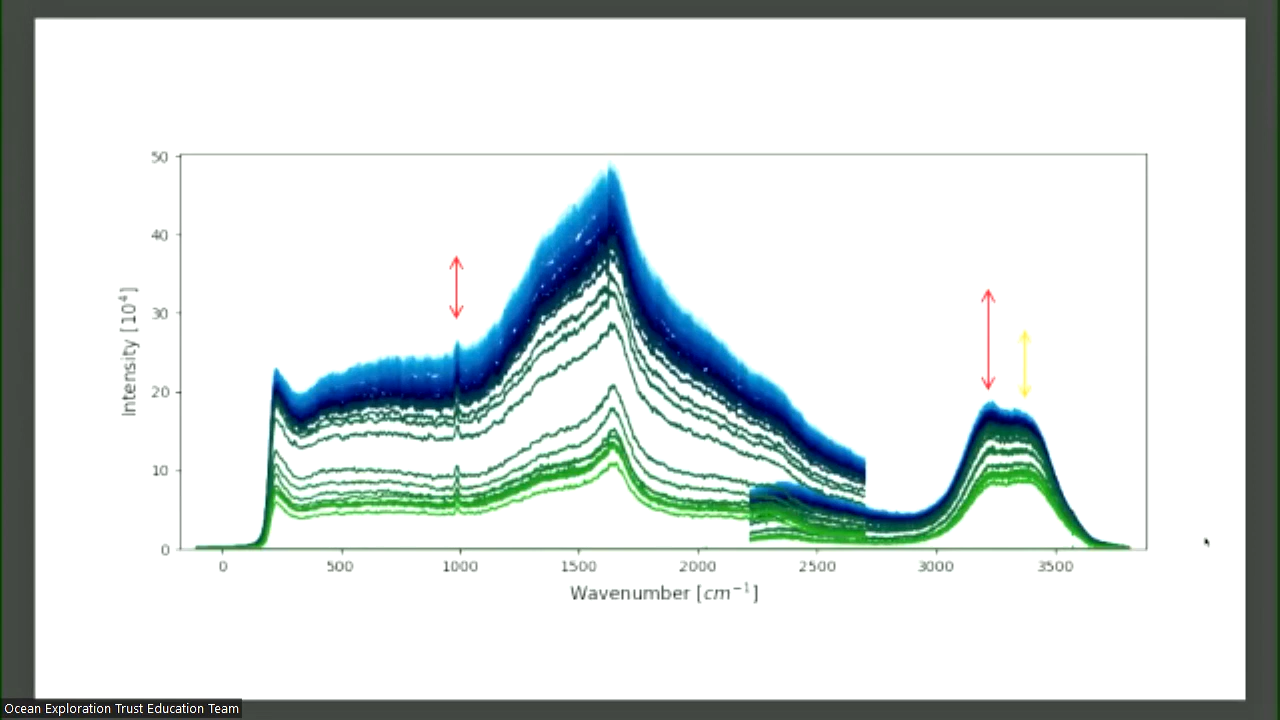 50
40
30
20
10
0
Intensity [10⁴]
0 500 1000 1500 2000 2500 3000 3500
Wavenumber [cm⁻¹]
Ocean Exploration Trust Education Team